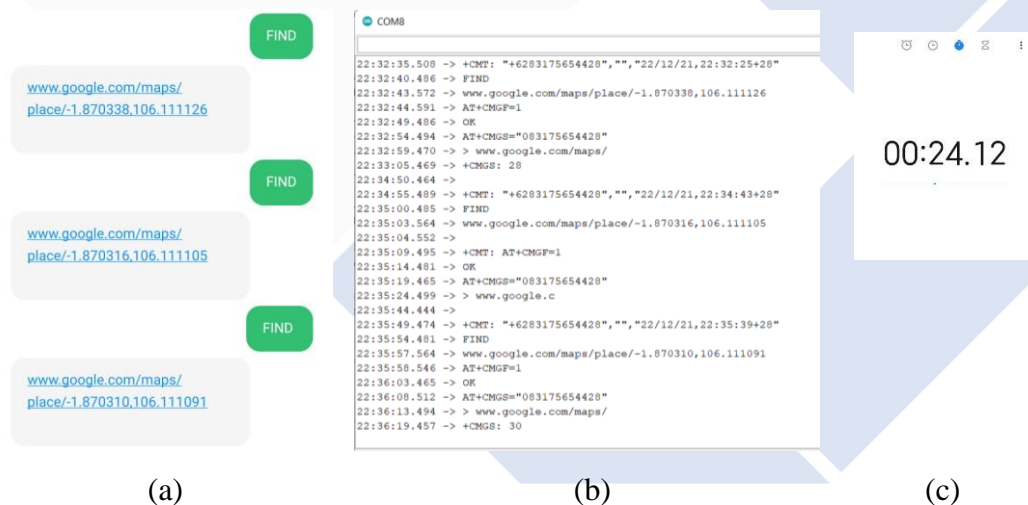 FIND
www.google.com/maps/
place/-1.870338,106.111126
FIND
www.google.com/maps/
place/-1.870316,106.111105
FIND
www.google.com/maps/
place/-1.870310,106.111091
COM8
22:32:35.508 -> +CMT: "+6283175654428","","22/12/21,22:32:25+28"
22:32:40.486 -> FIND
22:32:43.572 -> www.google.com/maps/place/-1.870338,106.111126
22:32:44.591 -> AT+CMGF=1
22:32:49.486 -> OK
22:32:54.494 -> AT+CMGS="083175654428"
22:32:59.470 -> > www.google.com/maps/
22:33:05.469 -> +CMGS: 28
22:34:50.464 ->
22:34:55.489 -> +CMT: "+6283175654428","","22/12/21,22:34:43+28"
22:35:00.485 -> FIND
22:35:03.564 -> www.google.com/maps/place/-1.870316,106.111105
22:35:04.552 ->
22:35:09.495 -> +CMT: AT+CMGF=1
22:35:14.481 -> OK
22:35:19.465 -> AT+CMGS="083175654428"
22:35:24.499 -> > www.google.c
22:35:44.444 ->
22:35:49.474 -> +CMT: "+6283175654428","","22/12/21,22:35:39+28"
22:35:54.481 -> FIND
22:35:57.564 -> www.google.com/maps/place/-1.870310,106.111091
22:35:58.546 -> AT+CMGF=1
22:36:03.465 -> OK
22:36:08.512 -> AT+CMGS="083175654428"
22:36:13.494 -> > www.google.com/maps/
22:36:19.457 -> +CMGS: 30
00:24.12
(a)
(b)
(c)